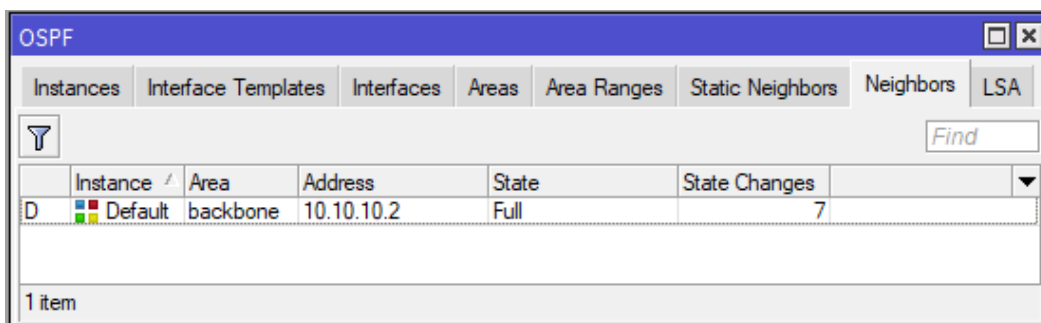 OSPF
Instances Interface Templates Interfaces Areas Area Ranges Static Neighbors Neighbors LSA
Find
Instance Area Address State State Changes
D Default backbone 10.10.10.2 Full 7
1 item